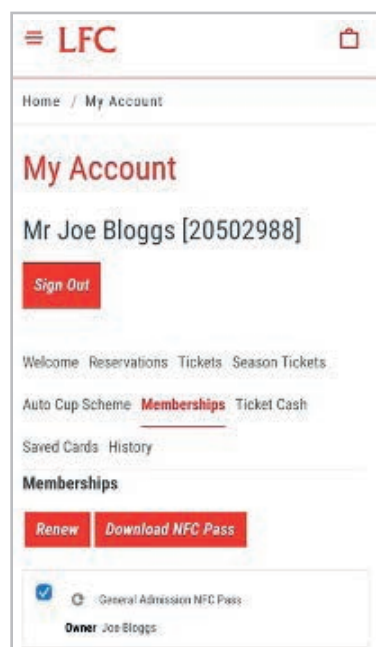 LFC
Home / My Account
My Account
Mr Joe Bloggs [20502988]
Sign Out
Welcome Reservations Tickets Season Tickets
Auto Cup Scheme Memberships Ticket Cash
Saved Cards History
Memberships
Renew Download NFC Pass
General Admission NFC Pass
Owner Joe Bloggs